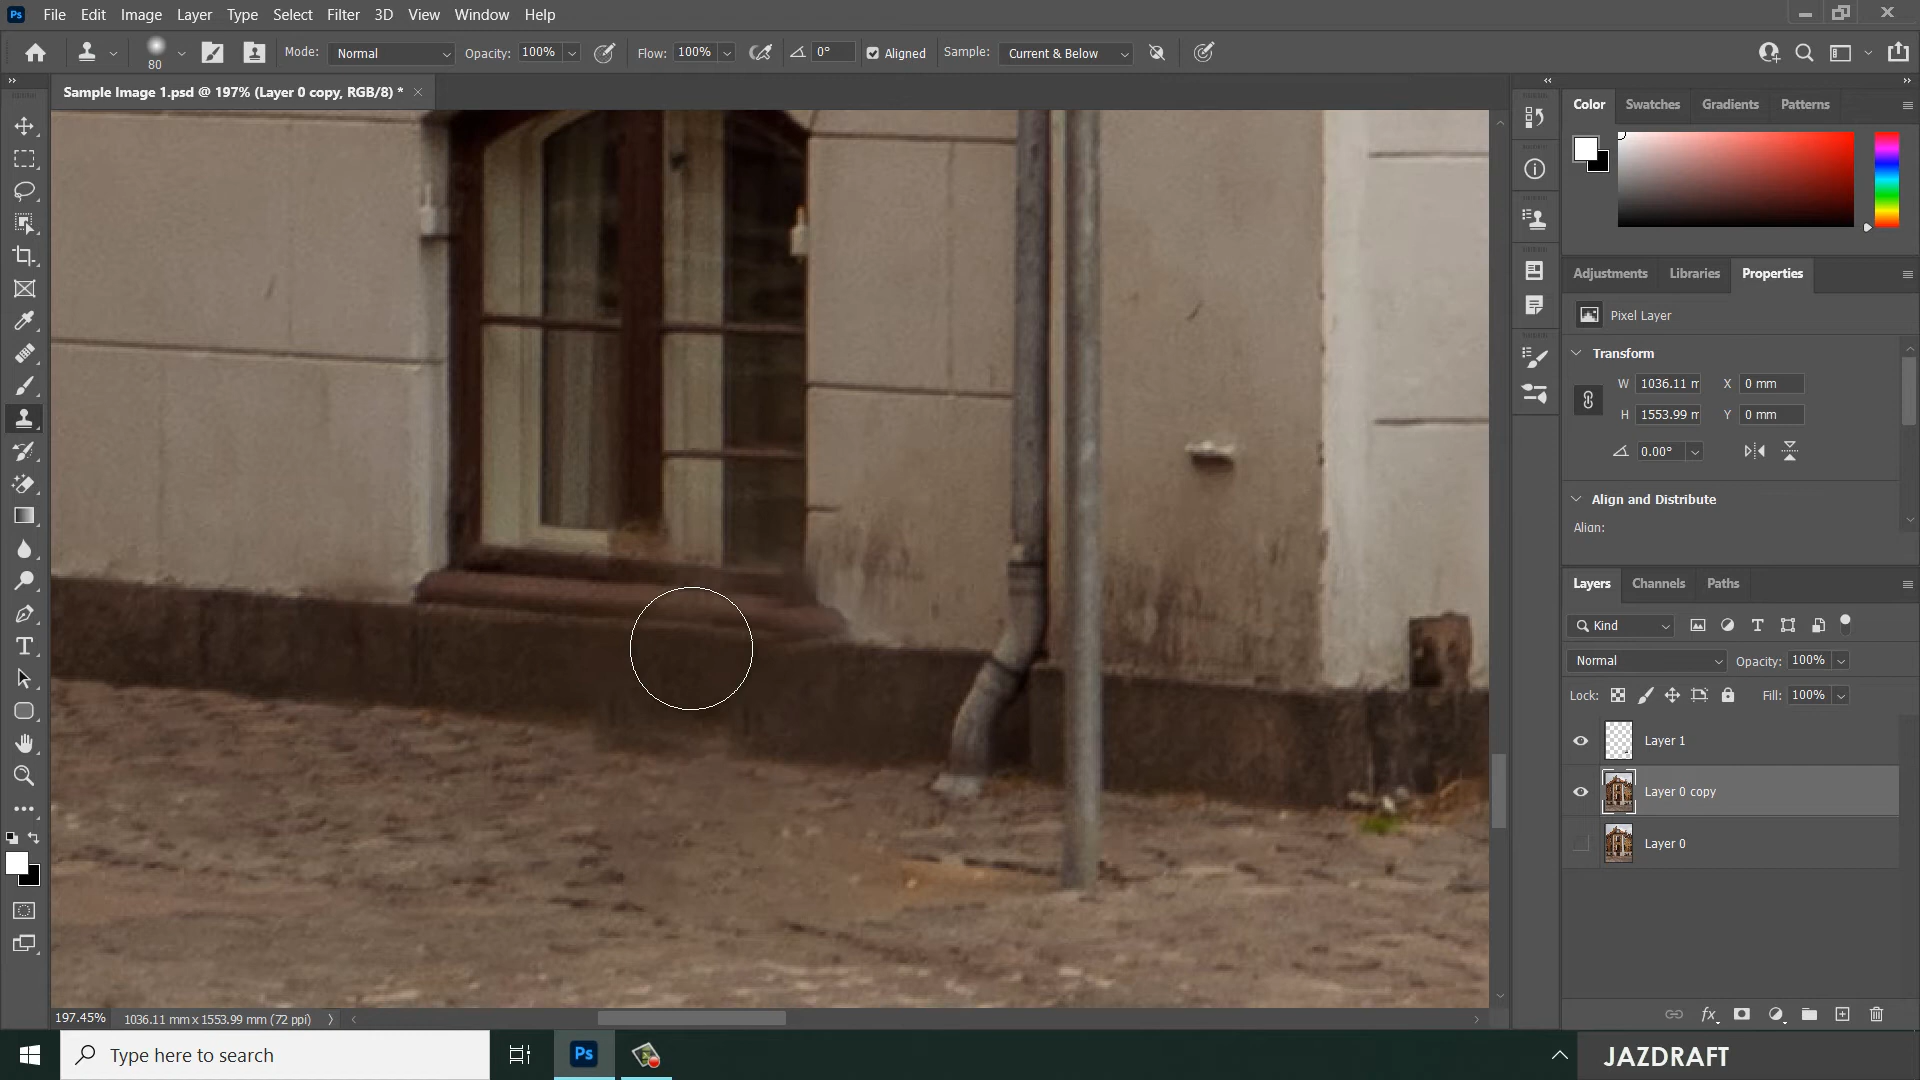 Ps File Edit Image Layer Type Select Filter 3D View Window Help
80 Mode: Normal Opacity: 100% Flow: 100% 0° Aligned Sample: Current & Below
Sample Image 1.psd @ 197% (Layer 0 copy, RGB/8) *
Color Swatches Gradients Patterns
Adjustments Libraries Properties
Pixel Layer
Transform
W 1036.11 m X 0 mm
H 1553.99 m Y 0 mm
0.00°
Align and Distribute
Align:
Layers Channels Paths
Kind
Normal Opacity: 100%
Lock: Fill: 100%
Layer 1
Layer 0 copy
Layer 0
197.45% 1036.11 mm x 1553.99 mm (72 ppi)
Type here to search Ps JAZDRAFT